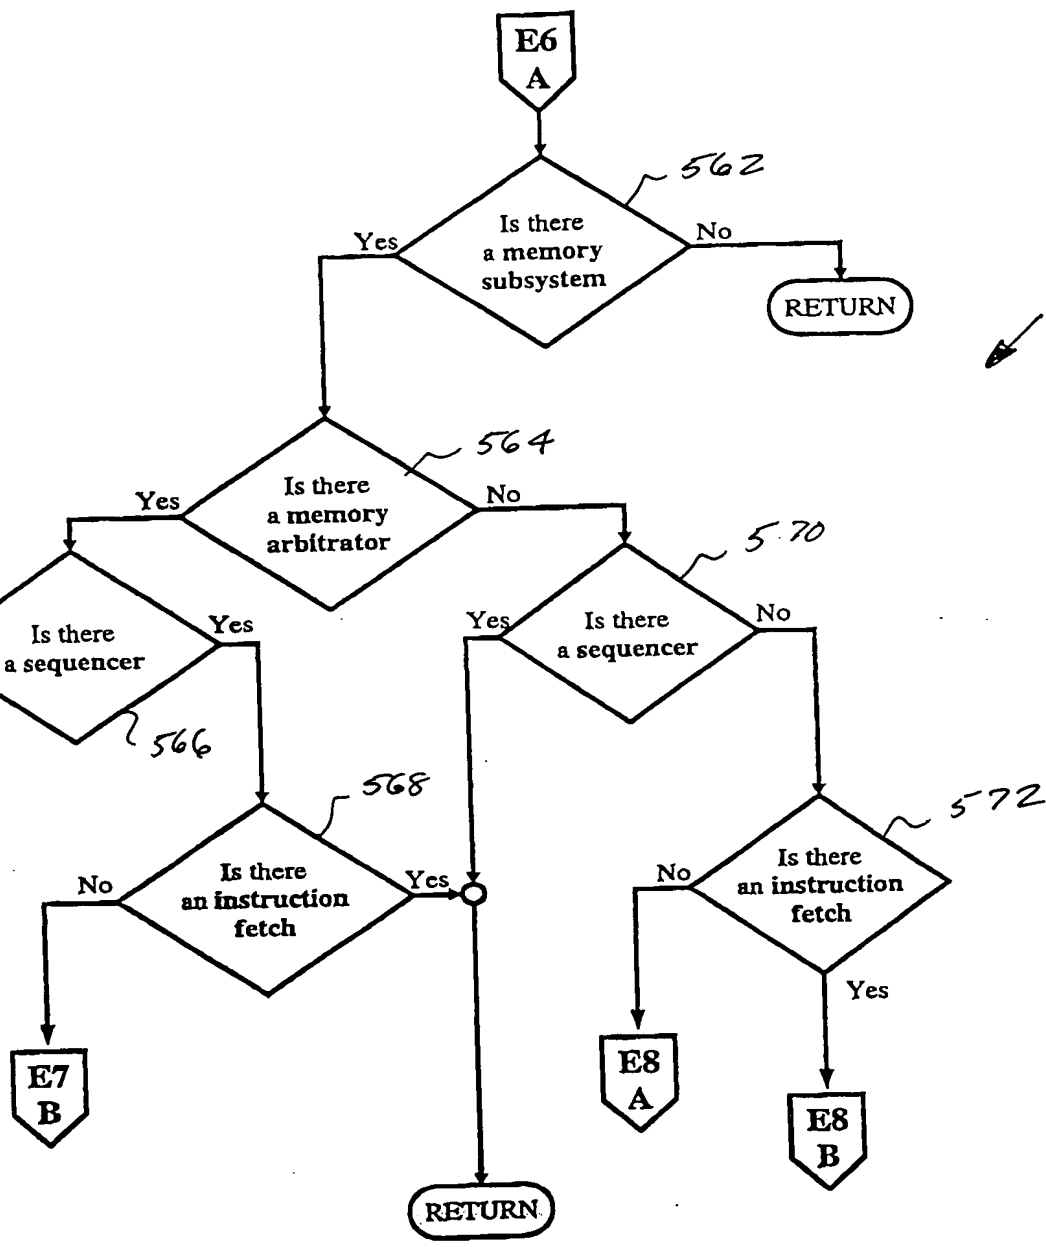 E6
A
562
Is there
a memory
subsystem
Yes
No
RETURN
564
Is there
a memory
arbitrator
Yes
No
570
Is there
a sequencer
Yes
566
Is there
a sequencer
Yes
No
568
Is there
an instruction
fetch
No
Yes
572
Is there
an instruction
fetch
No
Yes
E7
B
E8
A
E8
B
RETURN